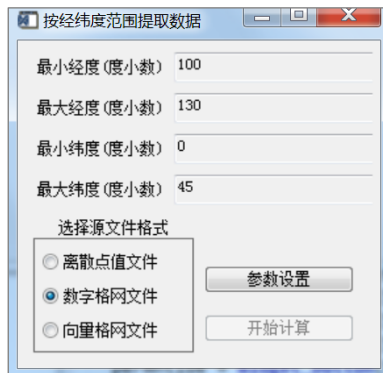 按经纬度范围提取数据
最小经度(度小数) 100
最大经度(度小数) 130
最小纬度(度小数) 0
最大纬度(度小数) 45
选择源文件格式
离散点值文件
参数设置
数字格网文件
向量格网文件
开始计算